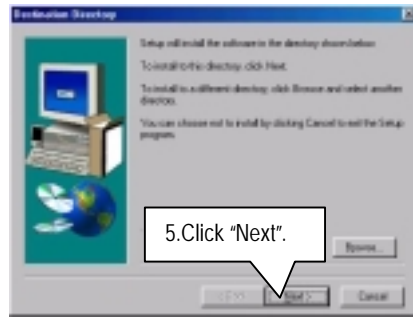 Destination Directory
Setup will install the software in the directory shown below.
To install to this directory, click Next.
To install to a different directory, click Browse and select another
directory.
You can choose not to install by clicking Cancel to exit the Setup
program.
5.Click “Next”.
Browse...
< Back
Next >
Cancel